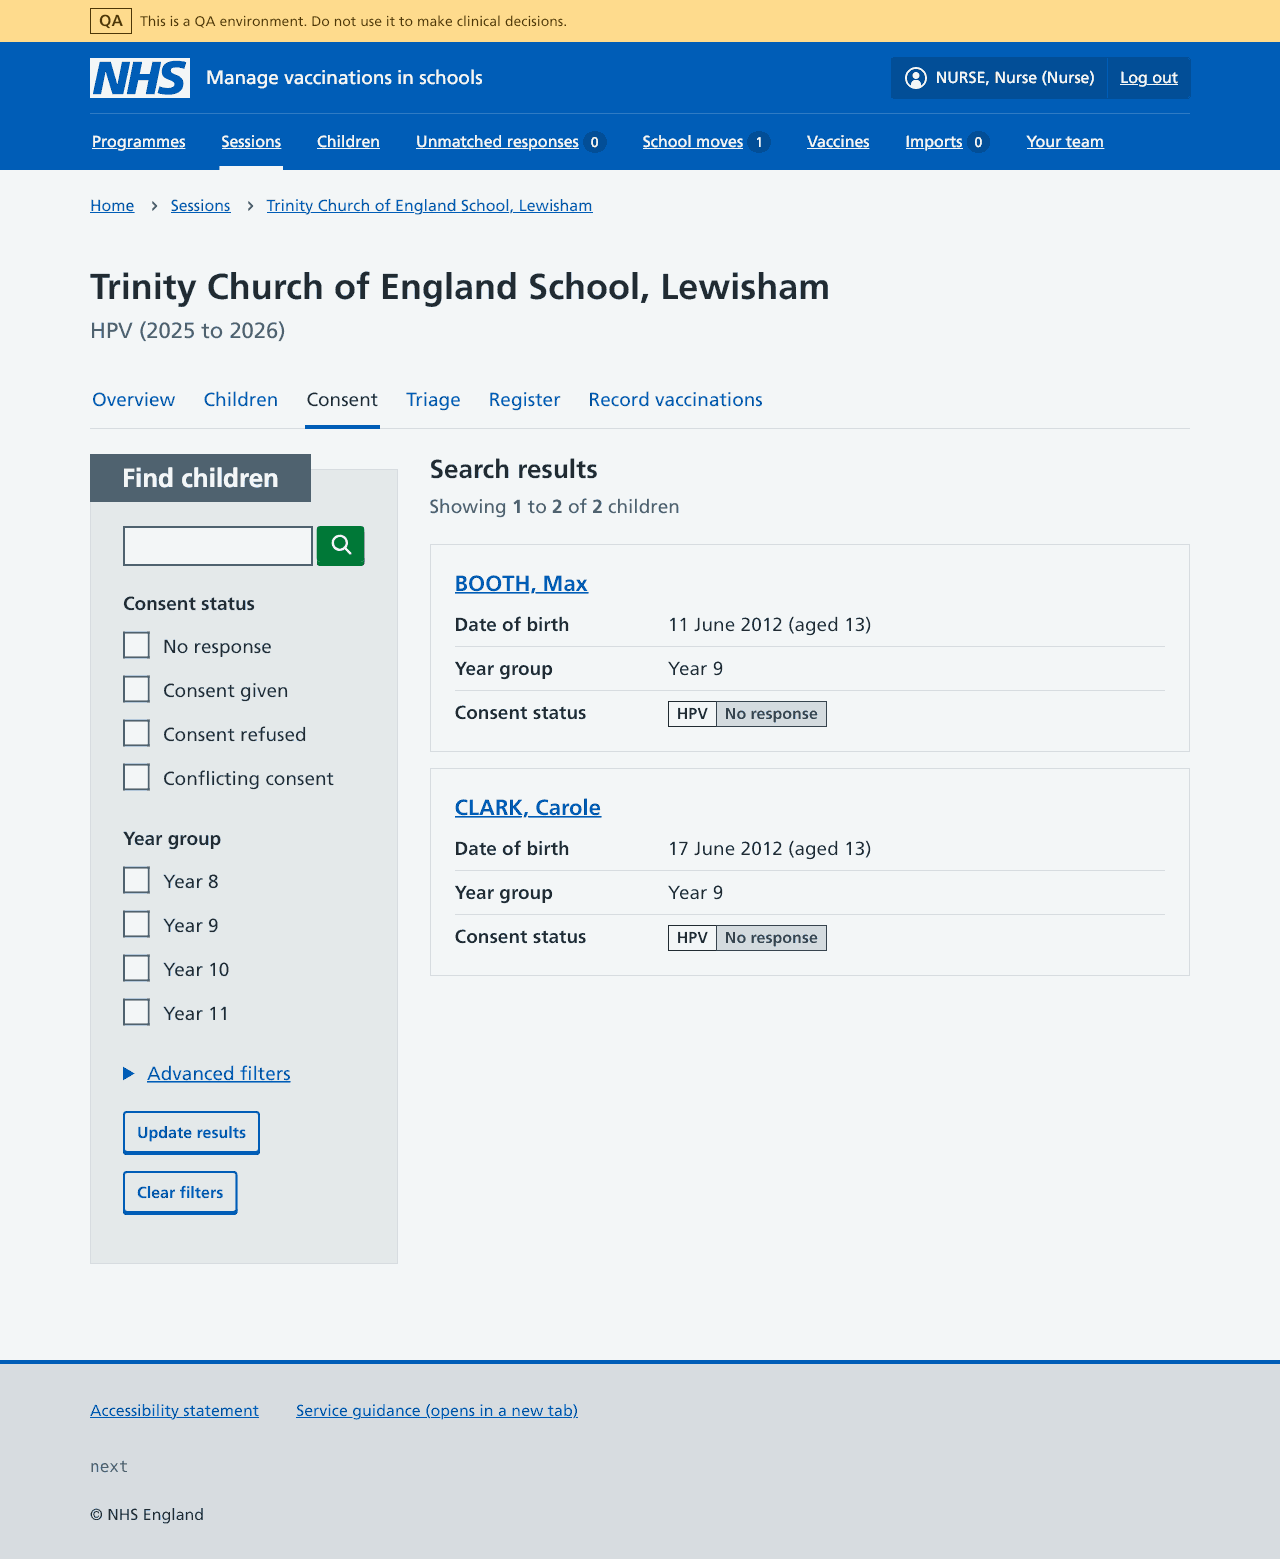 QA This is a QA environment. Do not use it to make clinical decisions.
NHS Manage vaccinations in schools NURSE, Nurse (Nurse) Log out
Programmes Sessions Children Unmatched responses 0 School moves 1 Vaccines Imports 0 Your team
Home Sessions Trinity Church of England School, Lewisham
Trinity Church of England School, Lewisham
HPV (2025 to 2026)
Overview Children Consent Triage Register Record vaccinations
Find children
Consent status
No response
Consent given
Consent refused
Conflicting consent
Year group
Year 8
Year 9
Year 10
Year 11
Advanced filters
Update results
Clear filters
Search results
Showing 1 to 2 of 2 children
BOOTH, Max
Date of birth 11 June 2012 (aged 13)
Year group Year 9
Consent status HPV No response
CLARK, Carole
Date of birth 17 June 2012 (aged 13)
Year group Year 9
Consent status HPV No response
Accessibility statement Service guidance (opens in a new tab)
next
© NHS England